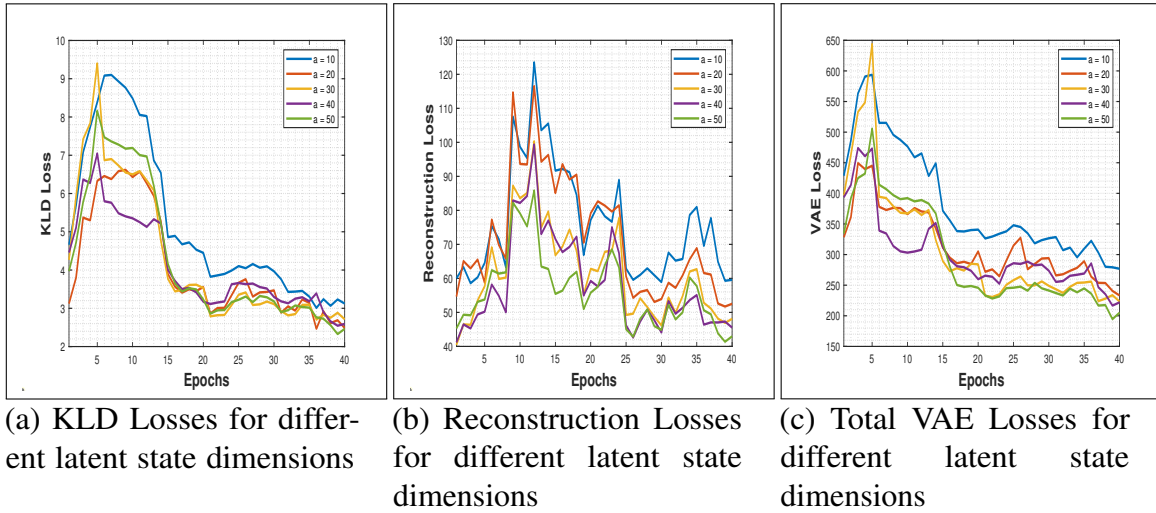 10
9
8
7
6
5
4
3
2
KLD Loss
5 10 15 20 25 30 35 40
Epochs
a = 10
a = 20
a = 30
a = 40
a = 50
130
120
110
100
90
80
70
60
50
40
Reconstruction Loss
5 10 15 20 25 30 35 40
Epochs
a = 10
a = 20
a = 30
a = 40
a = 50
650
600
550
500
450
400
350
300
250
200
150
VAE Loss
5 10 15 20 25 30 35 40
Epochs
a = 10
a = 20
a = 30
a = 40
a = 50
(a) KLD Losses for differ-
ent latent state dimensions
(b) Reconstruction Losses
for different latent state
dimensions
(c) Total VAE Losses for
different latent state
dimensions